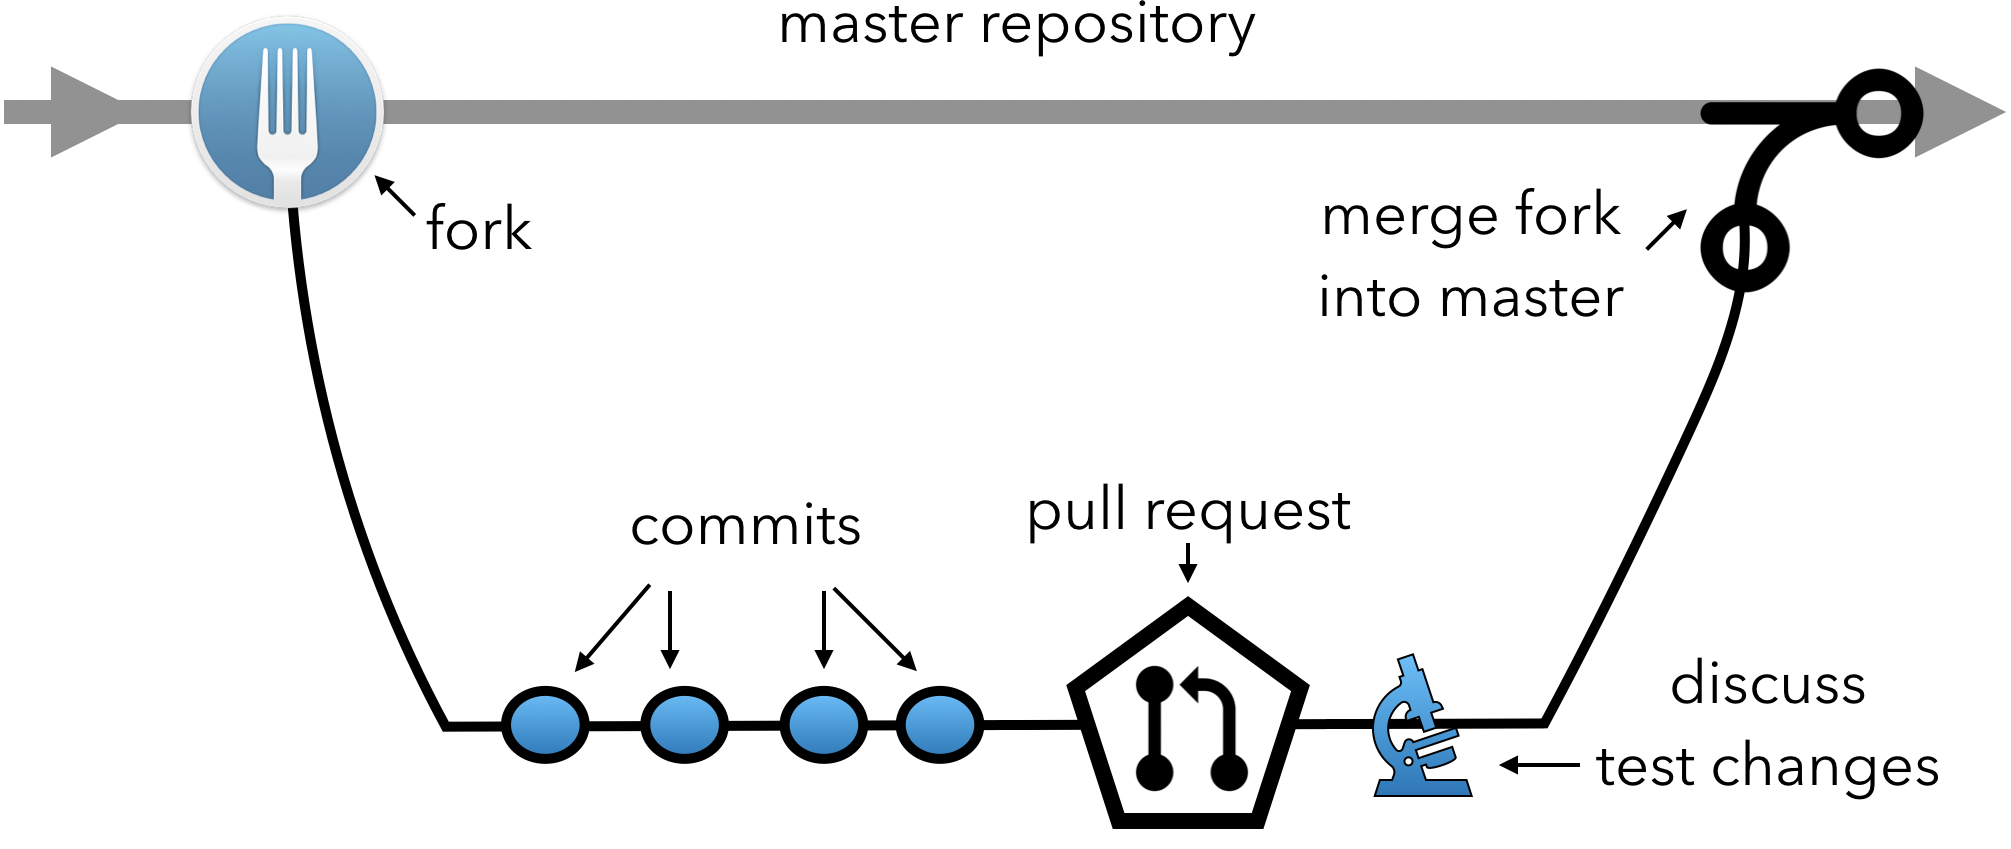 master repository
fork
merge fork
into master
commits
pull request
discuss
test changes